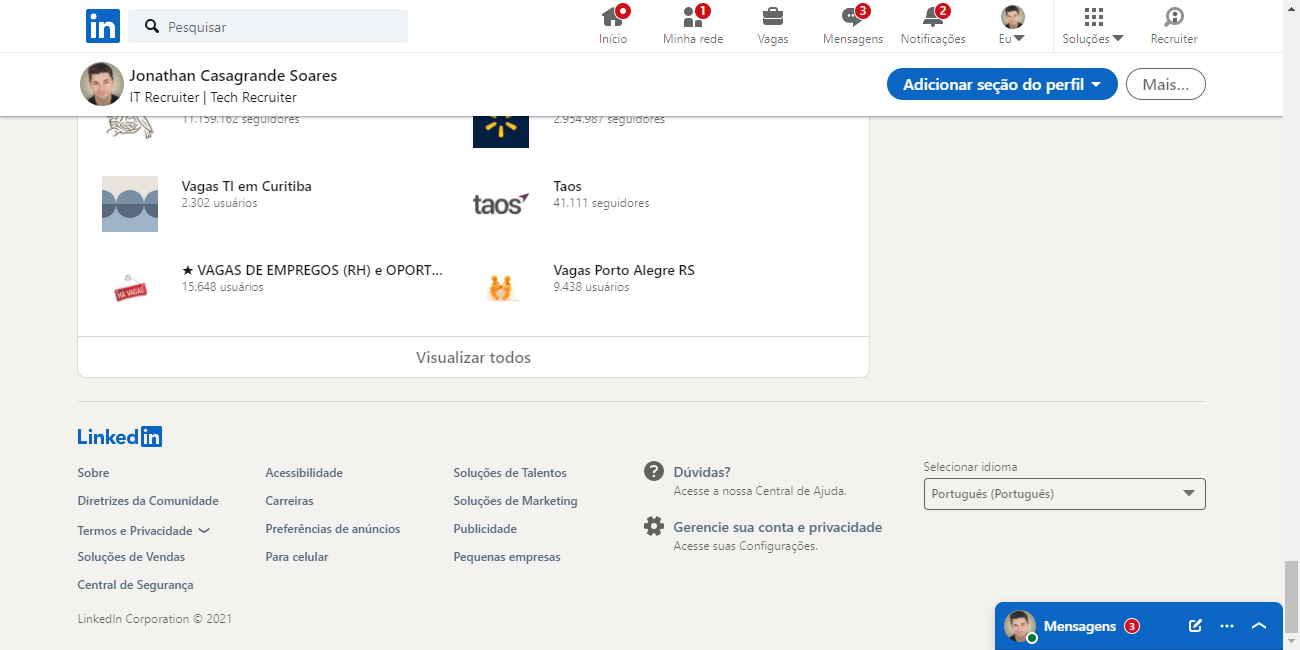 in
Pesquisar
Início
1
Minha rede
Vagas
3
Mensagens
2
Notificações
Eu
Soluções
Recruiter
Jonathan Casagrande Soares
IT Recruiter | Tech Recruiter
Adicionar seção do perfil
Mais...
11.159.162 seguidores
2.954.987 seguidores
Vagas TI em Curitiba
2.302 usuários
taos
Taos
41.111 seguidores
HÁ VAGAS
★ VAGAS DE EMPREGOS (RH) e OPORT...
15.648 usuários
Vagas Porto Alegre RS
9.438 usuários
Visualizar todos
Linked in
Sobre
Diretrizes da Comunidade
Termos e Privacidade
Soluções de Vendas
Central de Segurança
Acessibilidade
Carreiras
Preferências de anúncios
Para celular
Soluções de Talentos
Soluções de Marketing
Publicidade
Pequenas empresas
? Dúvidas?
Acesse a nossa Central de Ajuda.
Gerencie sua conta e privacidade
Acesse suas Configurações.
Selecionar idioma
Português (Português)
LinkedIn Corporation © 2021
Mensagens 3 ...